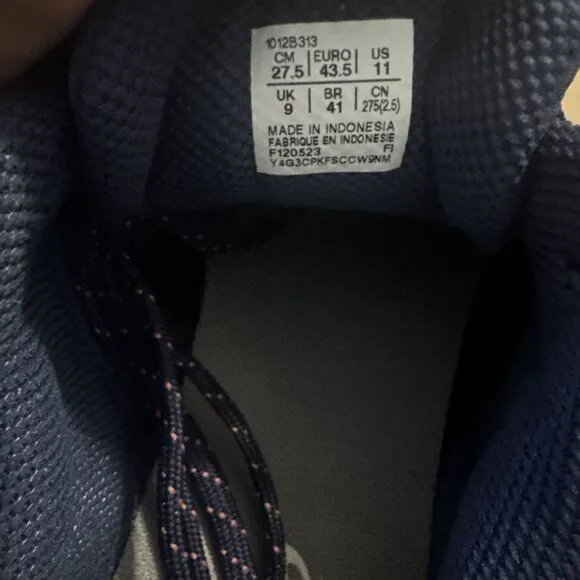 1012B313
CM EURO US
27.5 43.5 11
UK BR CN
9 41 275(2.5)
MADE IN INDONESIA
FABRIQUE EN INDONESIE
F120523 FI
Y4G3CPKFSCCW9NM